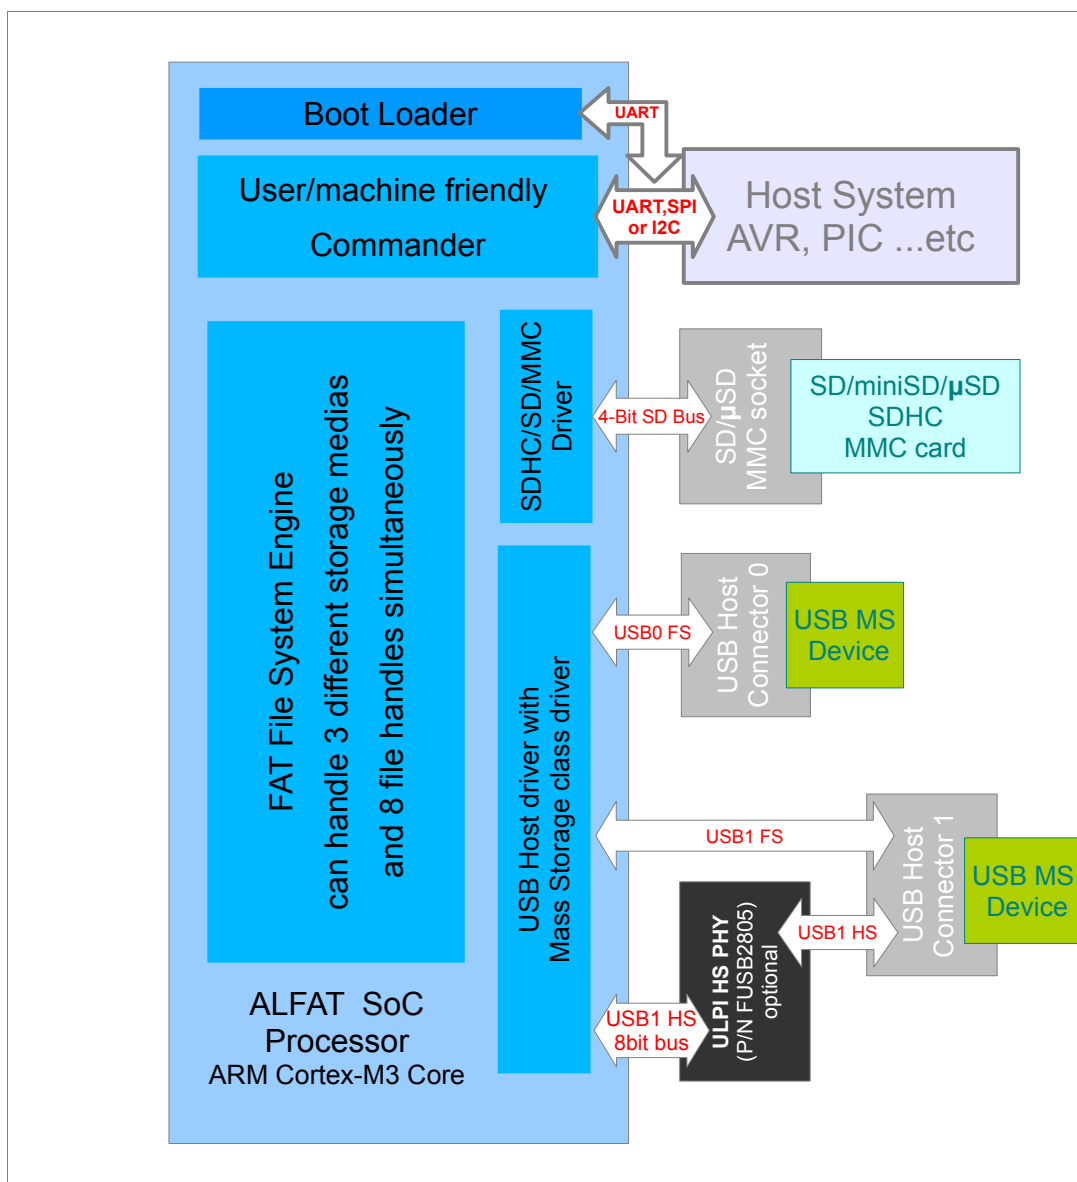 Boot Loader
UART
User/machine friendly
Commander
UART,SPI
or I2C
Host System
AVR, PIC ...etc
FAT File System Engine
can handle 3 different storage medias
and 8 file handles simultaneously
SDHC/SD/MMC
Driver
4-Bit SD Bus
SD/µSD
MMC socket
SD/miniSD/µSD
SDHC
MMC card
USB Host driver with
Mass Storage class driver
USB0 FS
USB Host
Connector 0
USB MS
Device
USB1 FS
USB Host
Connector 1
USB MS
Device
USB1 HS
ULPI HS PHY
(P/N FUSB2805)
optional
USB1 HS
8bit bus
ALFAT SoC
Processor
ARM Cortex-M3 Core